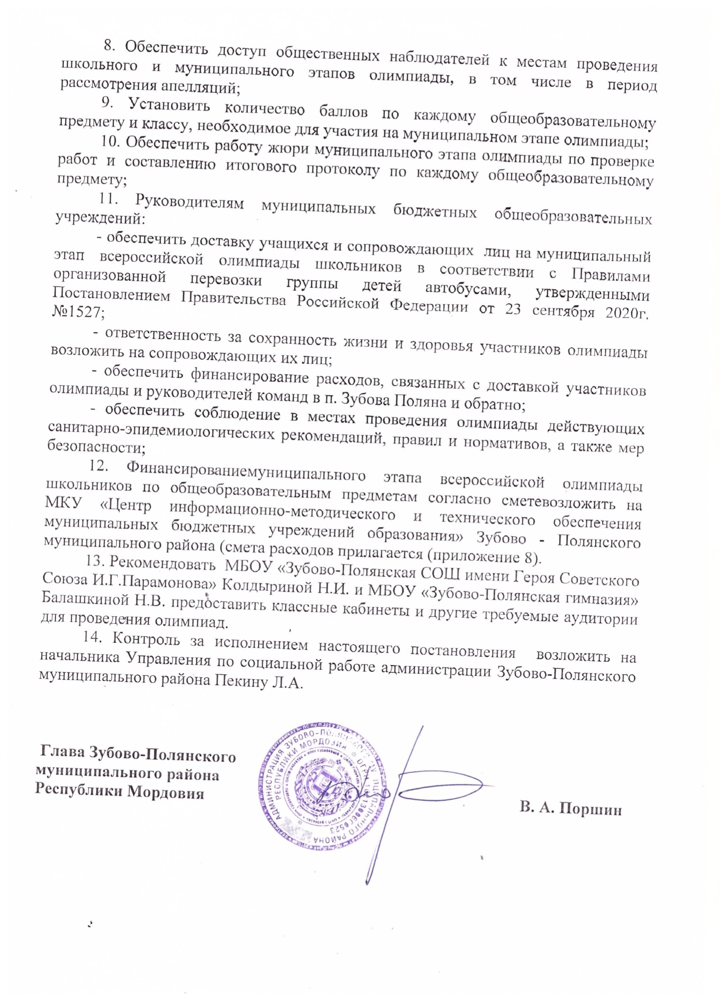 8. Обеспечить доступ общественных наблюдателей к местам проведения
школьного и муниципального этапов олимпиады, в том числе в период
рассмотрения апелляций;
9. Установить количество баллов по каждому общеобразовательному
предмету и классу, необходимое для участия на муниципальном этапе олимпиады;
10. Обеспечить работу жюри муниципального этапа олимпиады по проверке
работ и составлению итогового протоколу по каждому общеобразовательному
предмету;
11. Руководителям муниципальных бюджетных общеобразовательных
учреждений:
- обеспечить доставку учащихся и сопровождающих лиц на муниципальный
этап всероссийской олимпиады школьников в соответствии с Правилами
организованной перевозки группы детей автобусами, утвержденными
Постановлением Правительства Российской Федерации от 23 сентября 2020г.
№1527;
- ответственность за сохранность жизни и здоровья участников олимпиады
возложить на сопровождающих их лиц;
- обеспечить финансирование расходов, связанных с доставкой участников
олимпиады и руководителей команд в п. Зубова Поляна и обратно;
- обеспечить соблюдение в местах проведения олимпиады действующих
санитарно-эпидемиологических рекомендаций, правил и нормативов, а также мер
безопасности;
12. Финансированиемуниципального этапа всероссийской олимпиады
школьников по общеобразовательным предметам согласно сметевозложить на
МКУ «Центр информационно-методического и технического обеспечения
муниципальных бюджетных учреждений образования» Зубово - Полянского
муниципального района (смета расходов прилагается (приложение 8).
13. Рекомендовать МБОУ «Зубово-Полянская СОШ имени Героя Советского
Союза И.Г.Парамонова» Колдыриной Н.И. и МБОУ «Зубово-Полянская гимназия»
Балашкиной Н.В. предоставить классные кабинеты и другие требуемые аудитории
для проведения олимпиад.
14. Контроль за исполнением настоящего постановления возложить на
начальника Управления по социальной работе администрации Зубово-Полянского
муниципального района Пекину Л.А.
Глава Зубово-Полянского
муниципального района
Республики Мордовия
В. А. Поршин
АДМИНИСТРАЦИЯ ЗУБОВО-ПОЛЯНСКОГО МУНИЦИПАЛЬНОГО РАЙОНА
РЕСПУБЛИКИ МОРДОВИЯ